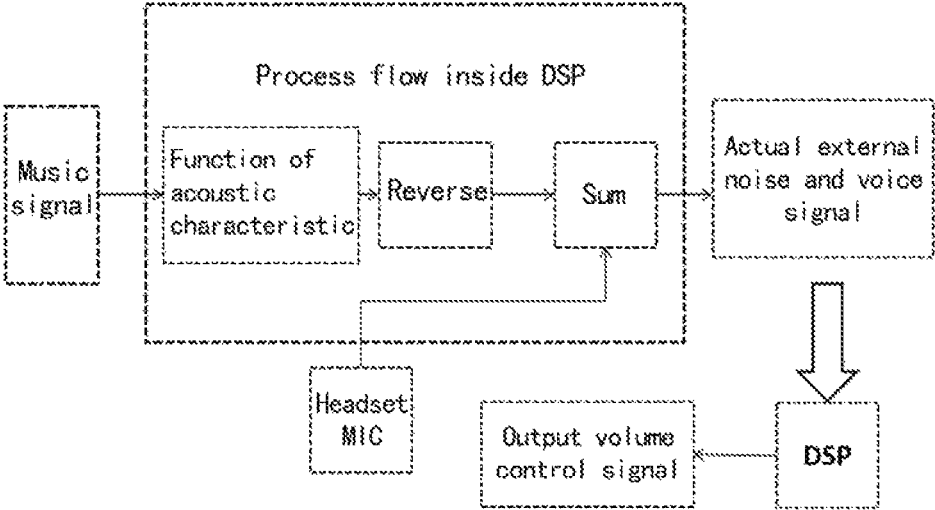 Process flow inside DSP
Music
signal
Function of
acoustic
characteristic
Reverse
Sum
Actual external
noise and voice
signal
Headset
MIC
Output volume
control signal
DSP